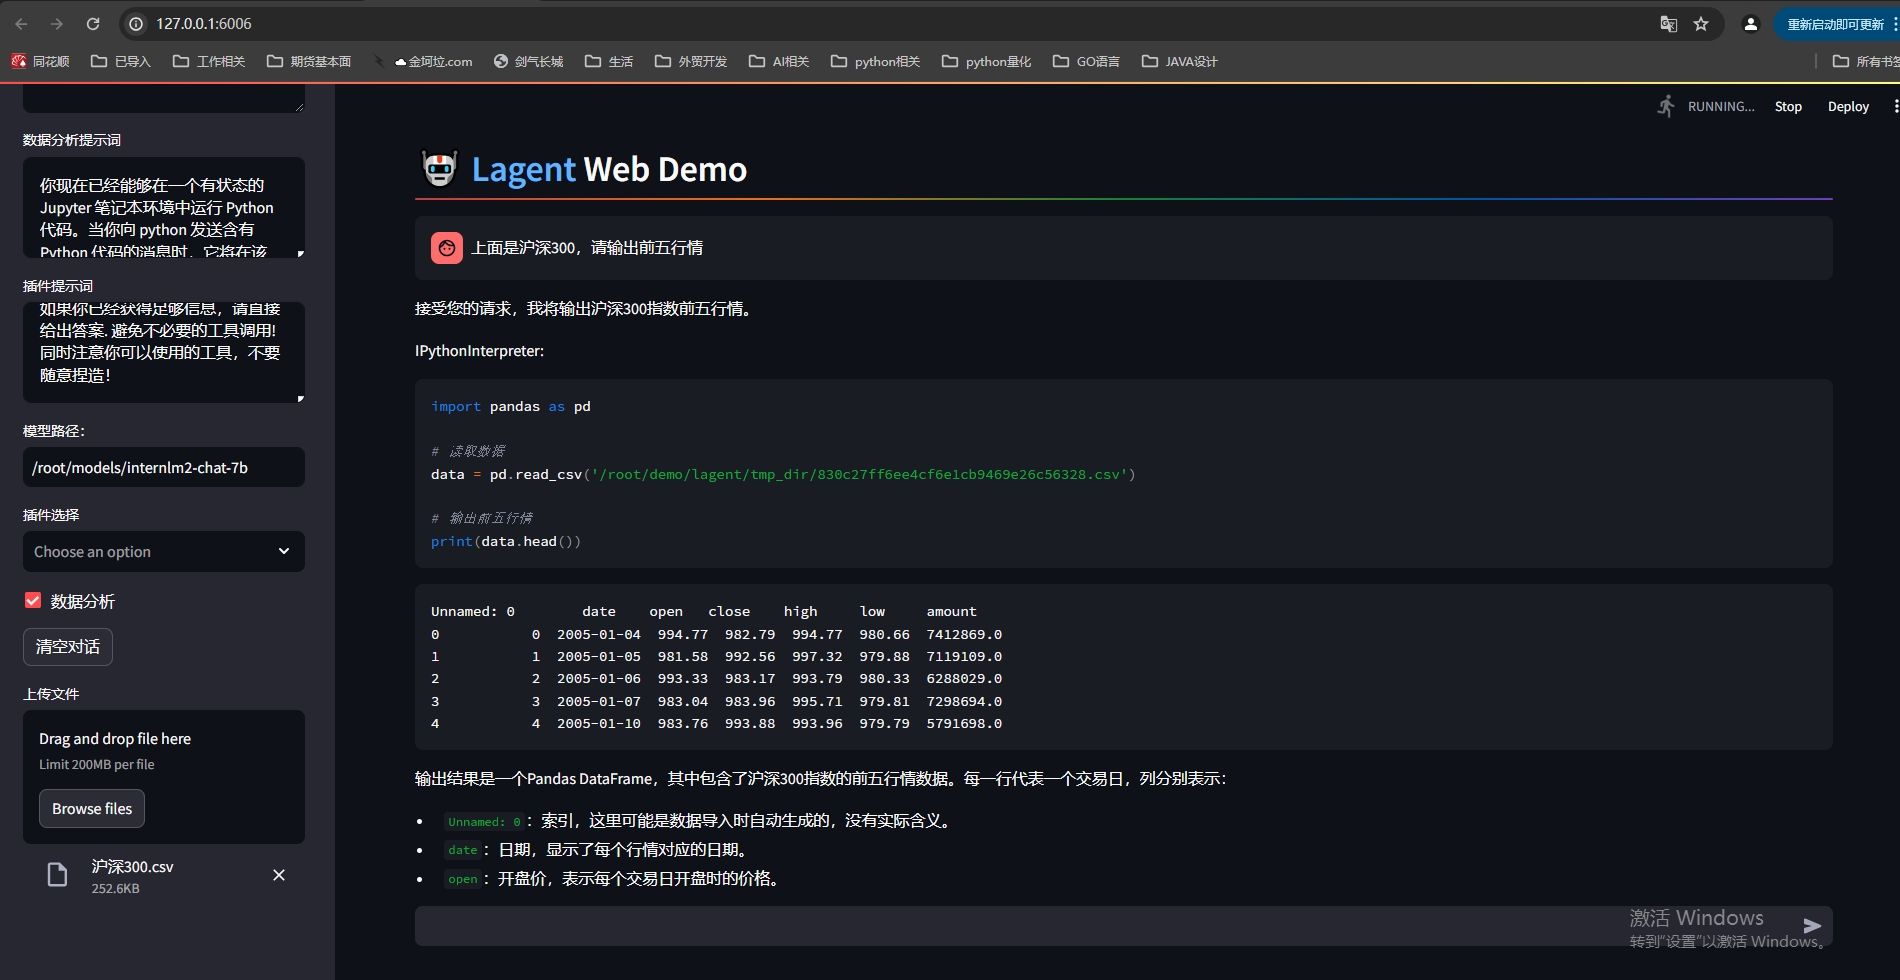 127.0.0.1:6006
重新启动即可更新
同花顺 已导入 工作相关 期货基本面 金坷垃.com 剑气长城 生活 外贸开发 AI相关 python相关 python量化 GO语言 JAVA设计 所有书签
RUNNING... Stop Deploy
数据分析提示词
你现在已经能够在一个有状态的
Jupyter 笔记本环境中运行 Python
代码。当你向 python 发送含有
Python 代码的消息时，它将在该
插件提示词
如果你已经获得足够信息，请直接
给出答案. 避免不必要的工具调用!
同时注意你可以使用的工具，不要
随意捏造！
模型路径：
/root/models/internlm2-chat-7b
插件选择
Choose an option
数据分析
清空对话
上传文件
Drag and drop file here
Limit 200MB per file
Browse files
沪深300.csv
252.6KB
Lagent Web Demo
上面是沪深300，请输出前五行情
接受您的请求，我将输出沪深300指数前五行情。
IPythonInterpreter:
import pandas as pd
# 读取数据
data = pd.read_csv('/root/demo/lagent/tmp_dir/830c27ff6ee4cf6e1cb9469e26c56328.csv')
# 输出前五行情
print(data.head())
Unnamed: 0 date open close high low amount
0 0 2005-01-04 994.77 982.79 994.77 980.66 7412869.0
1 1 2005-01-05 981.58 992.56 997.32 979.88 7119109.0
2 2 2005-01-06 993.33 983.17 993.79 980.33 6288029.0
3 3 2005-01-07 983.04 983.96 995.71 979.81 7298694.0
4 4 2005-01-10 983.76 993.88 993.96 979.79 5791698.0
输出结果是一个Pandas DataFrame，其中包含了沪深300指数的前五行情数据。每一行代表一个交易日，列分别表示：
• Unnamed: 0：索引，这里可能是数据导入时自动生成的，没有实际含义。
• date：日期，显示了每个行情对应的日期。
• open：开盘价，表示每个交易日开盘时的价格。
激活 Windows
转到"设置"以激活 Windows。